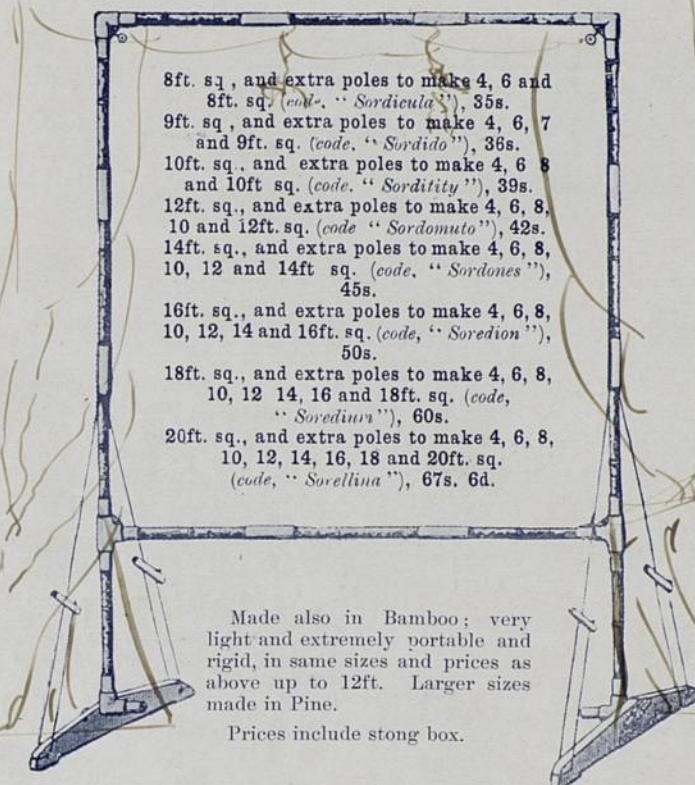 8ft. sq , and extra poles to make 4, 6 and
8ft. sq. (code. “ Sordicula ”), 35s.
9ft. sq , and extra poles to make 4, 6, 7
and 9ft. sq. (code, “ Sordido ”), 36s.
10ft. sq., and extra poles to make 4, 6 8
and 10ft sq. (code. “ Sorditity ”), 39s.
12ft. sq., and extra poles to make 4, 6, 8,
10 and 12ft. sq. (code “ Sordomuto ”), 42s.
14ft. sq., and extra poles to make 4, 6, 8,
10, 12 and 14ft sq. (code. “ Sordones ”),
45s.
16ft. sq., and extra poles to make 4, 6, 8,
10, 12, 14 and 16ft. sq. (code, “ Soredion ”),
50s.
18ft. sq., and extra poles to make 4, 6, 8,
10, 12 14, 16 and 18ft. sq. (code,
“ Soredium ”), 60s.
20ft. sq., and extra poles to make 4, 6, 8,
10, 12, 14, 16, 18 and 20ft. sq.
(code, “ Sorellina ”), 67s. 6d.
Made also in Bamboo ; very
light and extremely portable and
rigid, in same sizes and prices as
above up to 12ft. Larger sizes
made in Pine.
Prices include stong box.